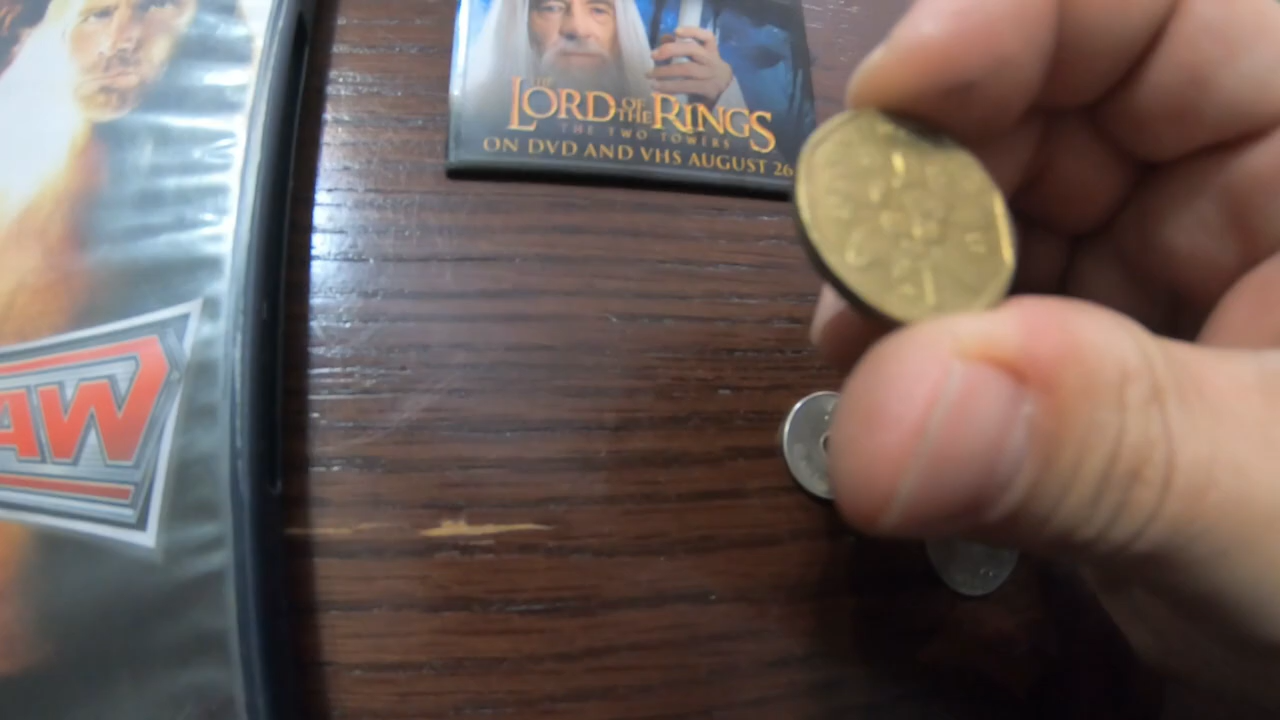 AW
THE
LORD OF THE RINGS
THE TWO TOWERS
ON DVD AND VHS AUGUST 26